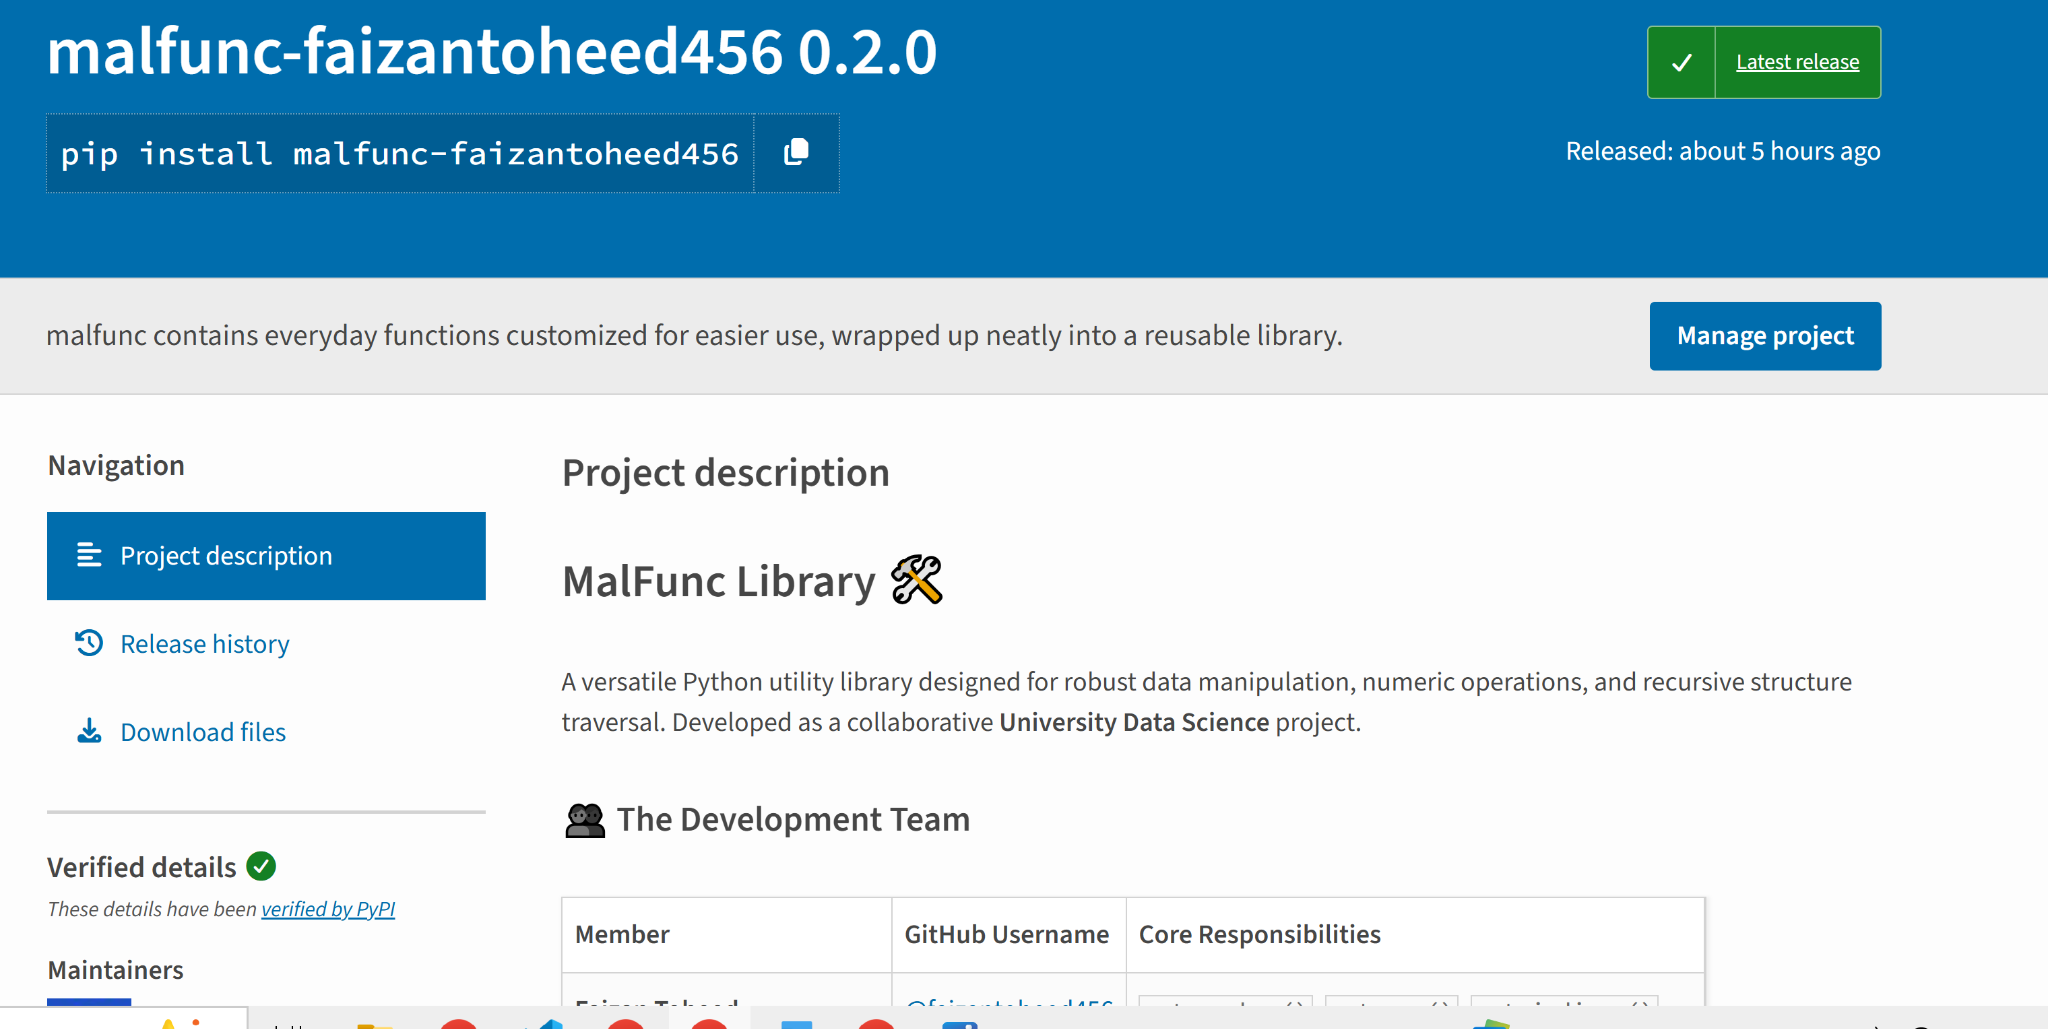 malfunc-faizantoheed456 0.2.0
pip install malfunc-faizantoheed456
Latest release
Released: about 5 hours ago
malfunc contains everyday functions customized for easier use, wrapped up neatly into a reusable library.
Manage project
Navigation
Project description
Release history
Download files
Verified details
These details have been verified by PyPI
Maintainers
Project description
MalFunc Library
A versatile Python utility library designed for robust data manipulation, numeric operations, and recursive structure
traversal. Developed as a collaborative University Data Science project.
The Development Team
Member GitHub Username Core Responsibilities
Faizan Toheed @faizantoheed456